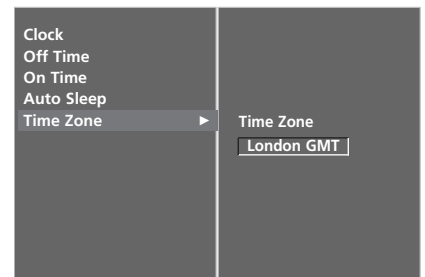 Clock
Off Time
On Time
Auto Sleep
Time Zone ►
Time Zone
London GMT